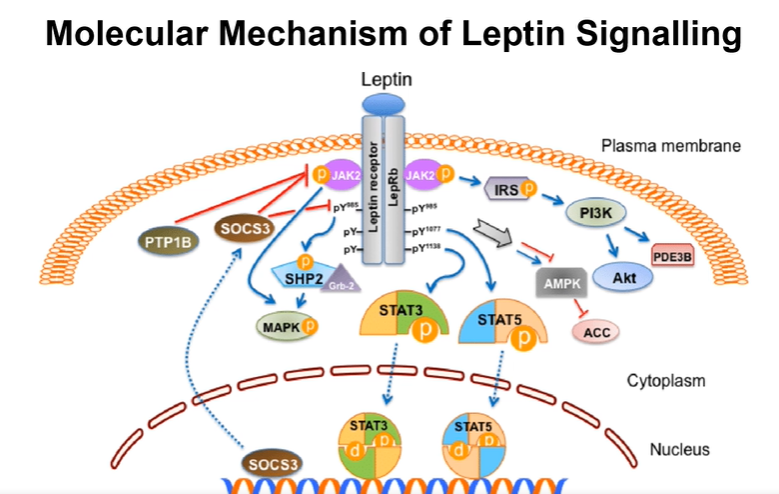 Molecular Mechanism of Leptin Signalling
Leptin
Plasma membrane
Leptin receptor
LepRb
p JAK2
JAK2 p
IRS p
PI3K
PDE3B
Akt
AMPK
ACC
PTP1B
SOCS3
pY985
pY
pY
pY985
pY1077
pY1138
p
SHP2
Grb-2
MAPK p
STAT3
p
STAT5
p
Cytoplasm
Nucleus
STAT3
d p
STAT5
d p
SOCS3